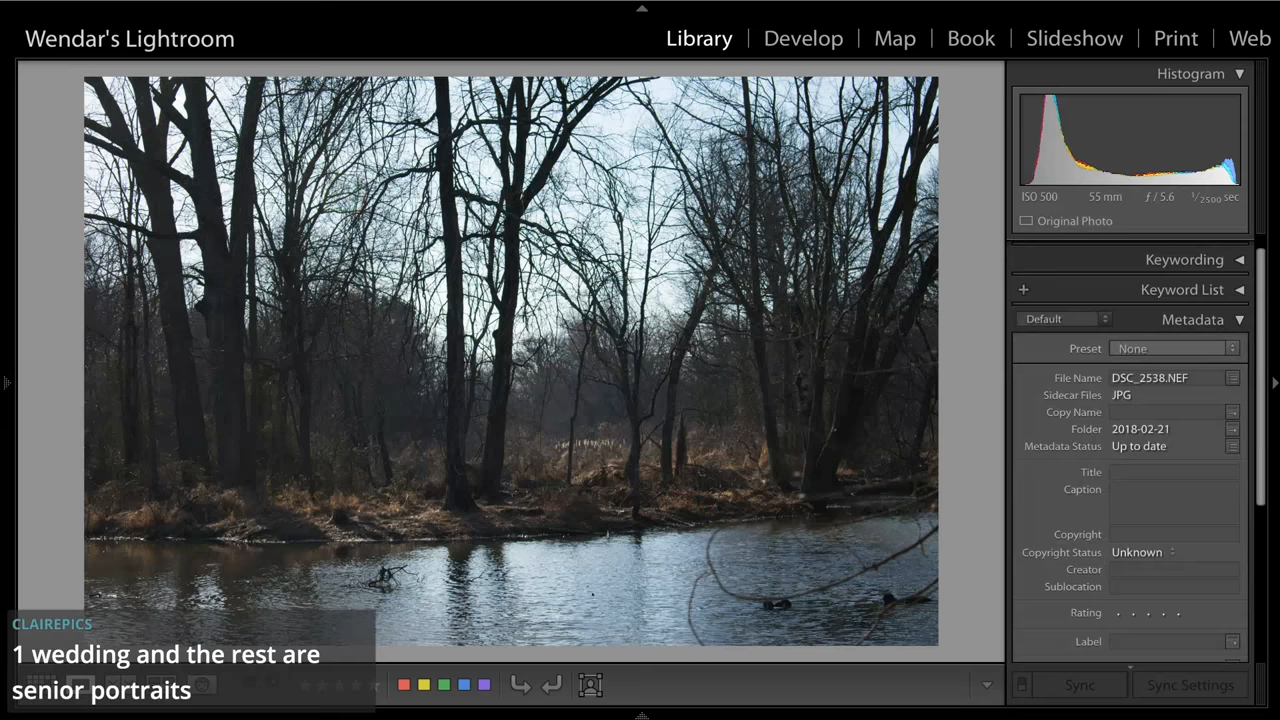 Wendar's Lightroom
Library | Develop | Map | Book | Slideshow | Print | Web
Histogram
ISO 500 55 mm ƒ / 5.6 1/2500 sec
Original Photo
Keywording
+ Keyword List
Default Metadata
Preset None
File Name DSC_2538.NEF
Sidecar Files JPG
Copy Name
Folder 2018-02-21
Metadata Status Up to date
Title
Caption
Copyright
Copyright Status Unknown
Creator
Sublocation
Rating
Label
Sync Sync Settings
CLAIREPICS
1 wedding and the rest are
senior portraits